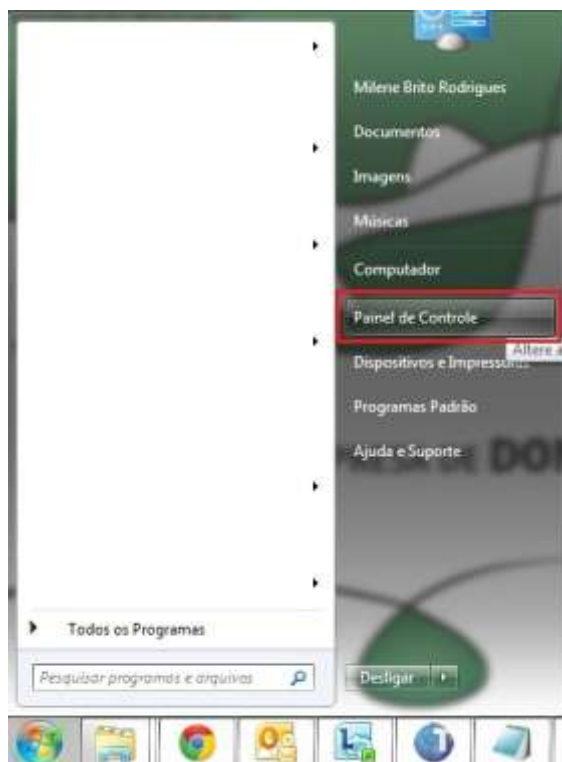 Milene Brito Rodrigues
Documentos
Imagens
Músicas
Computador
Painel de Controle
Altere a
Dispositivos e Impressoras
Programas Padrão
Ajuda e Suporte
DOM
Todos os Programas
Pesquisar programas e arquivos
Desligar